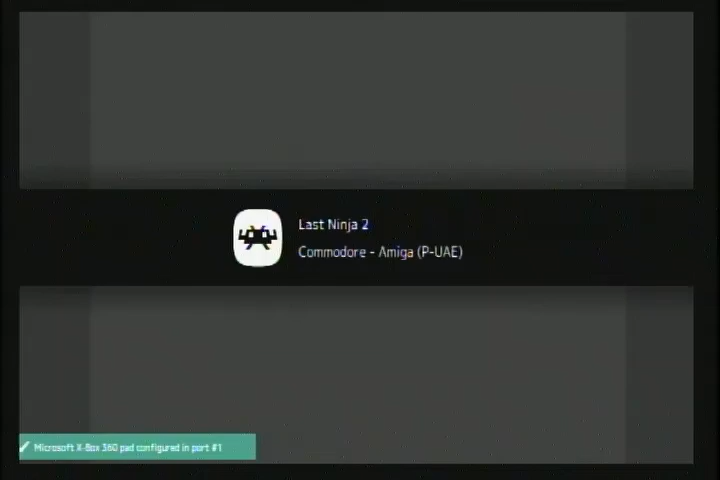 Last Ninja 2
Commodore - Amiga (P-UAE)
Microsoft X-Box 360 pad configured in port #1